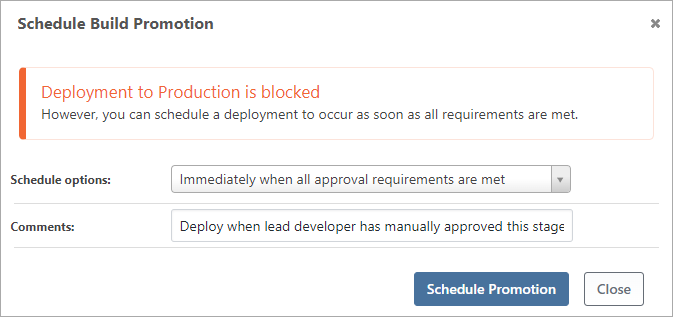 Schedule Build Promotion
Deployment to Production is blocked
However, you can schedule a deployment to occur as soon as all requirements are met.
Schedule options: Immediately when all approval requirements are met
Comments: Deploy when lead developer has manually approved this stage
Schedule Promotion Close